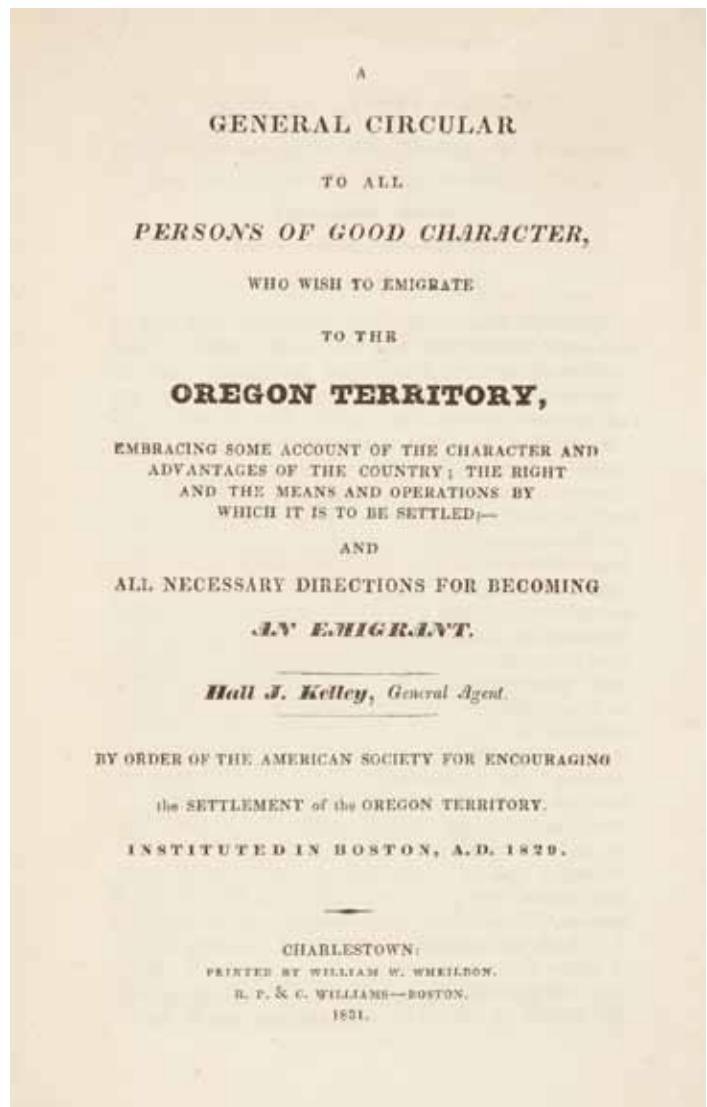 A
GENERAL CIRCULAR
TO ALL
PERSONS OF GOOD CHARACTER,
WHO WISH TO EMIGRATE
TO THE
OREGON TERRITORY,
EMBRACING SOME ACCOUNT OF THE CHARACTER AND
ADVANTAGES OF THE COUNTRY; THE RIGHT
AND THE MEANS AND OPERATIONS BY
WHICH IT IS TO BE SETTLED;—
AND
ALL NECESSARY DIRECTIONS FOR BECOMING
AN EMIGRANT.
Hall J. Kelley, General Agent.
BY ORDER OF THE AMERICAN SOCIETY FOR ENCOURAGING
the SETTLEMENT of the OREGON TERRITORY.
INSTITUTED IN BOSTON, A.D. 1829.
CHARLESTOWN:
PRINTED BY WILLIAM W. WHEILDON.
R. P. & C. WILLIAMS—BOSTON.
1831.